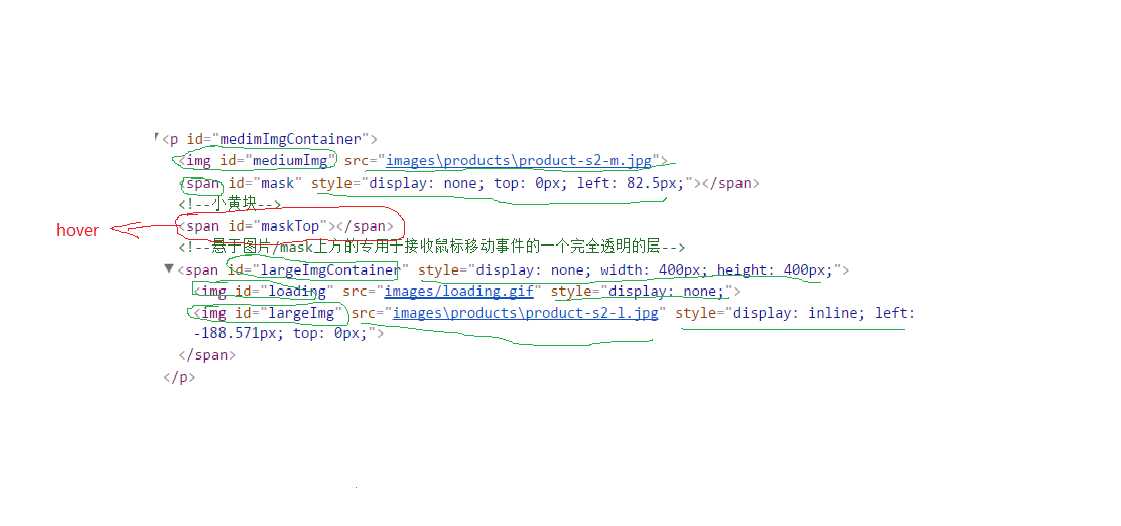 <p id="medimImgContainer">
<img id="mediumImg" src="images\products\product-s2-m.jpg">
<span id="mask" style="display: none; top: 0px; left: 82.5px;"></span>
<!--小黄块-->
hover
<span id="maskTop"></span>
<!--悬于图片/mask上方的专用于接收鼠标移动事件的一个完全透明的层-->
<span id="largeImgContainer" style="display: none; width: 400px; height: 400px;">
<img id="loading" src="images/loading.gif" style="display: none;">
<img id="largeImg" src="images\products\product-s2-l.jpg" style="display: inline; left:
-188.571px; top: 0px;">
</span>
</p>